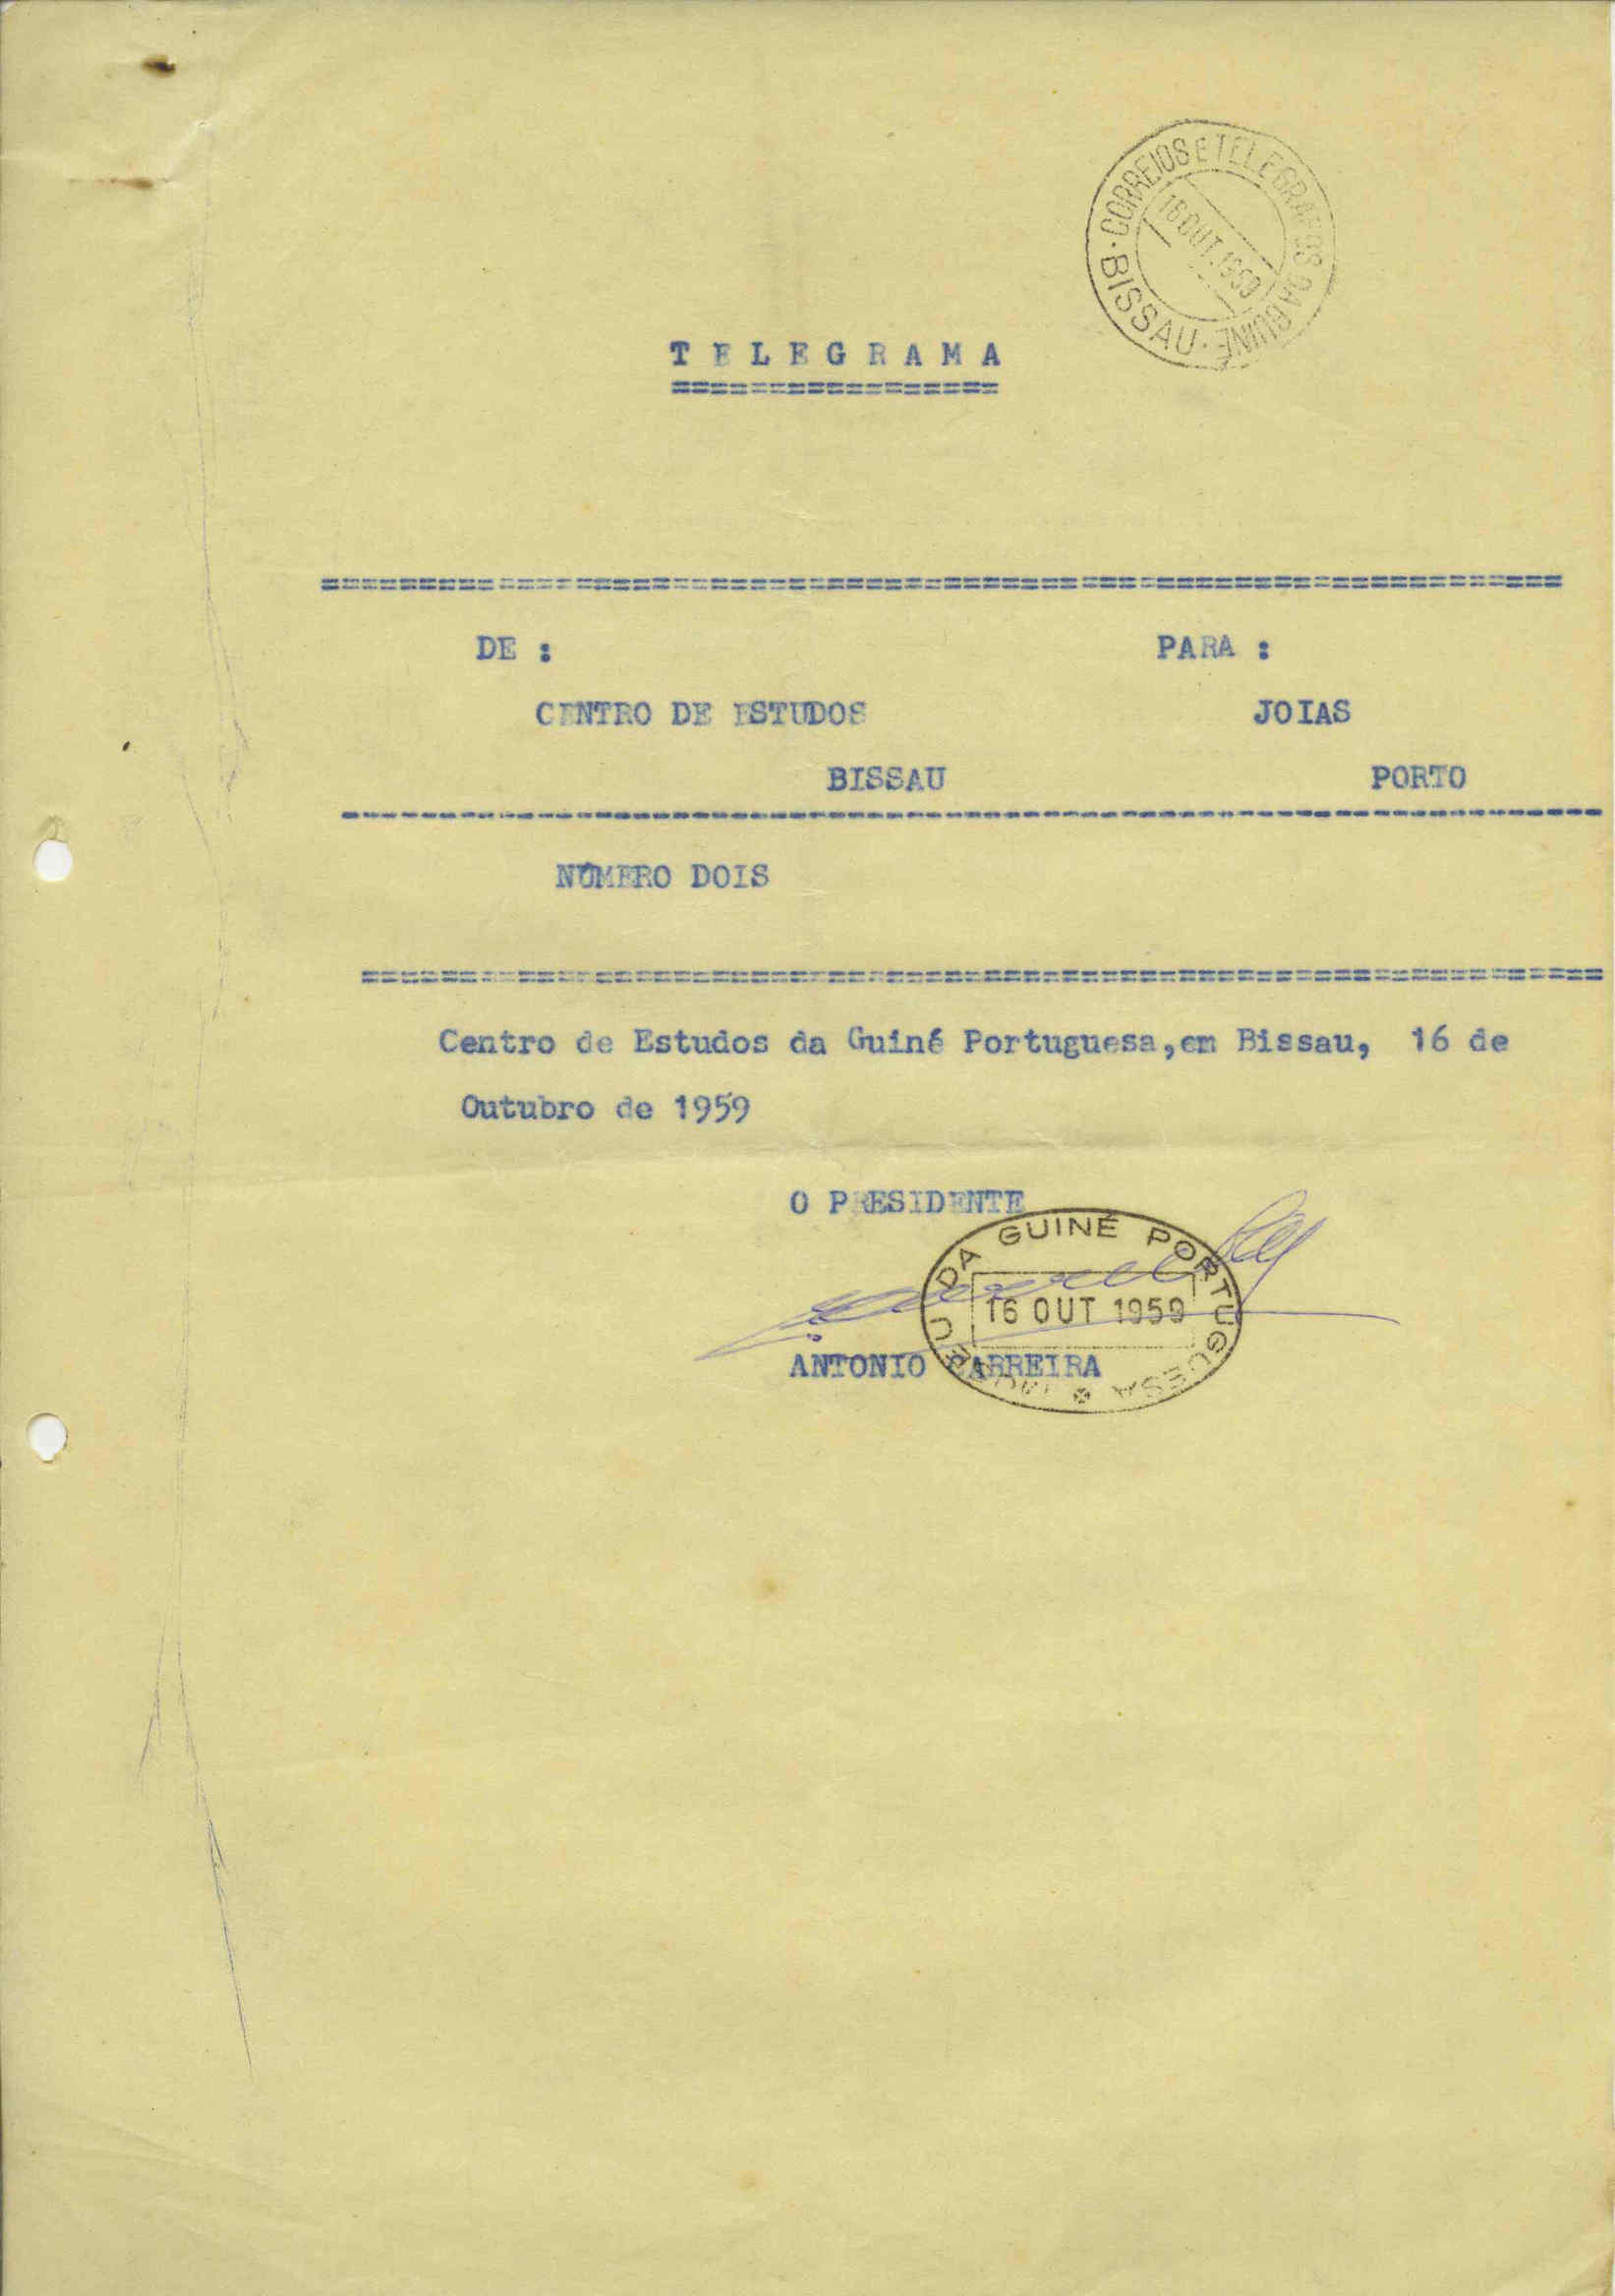 CORREIOS E TELEGRAFOS DA GUINÉ
16 OUT. 1959
· BISSAU ·
T E L E G R A M A
=================
================================================================
DE : PARA :
CENTRO DE ESTUDOS JOIAS
BISSAU PORTO
-----------------------------------------------------------------
NÚMERO DOIS
================================================================
Centro de Estudos da Guiné Portuguesa,em Bissau, 16 de
Outubro de 1959
O PRESIDENTE
DA GUINÉ PORTUGUESA
16 OUT 1959
ANTONIO CARREIRA